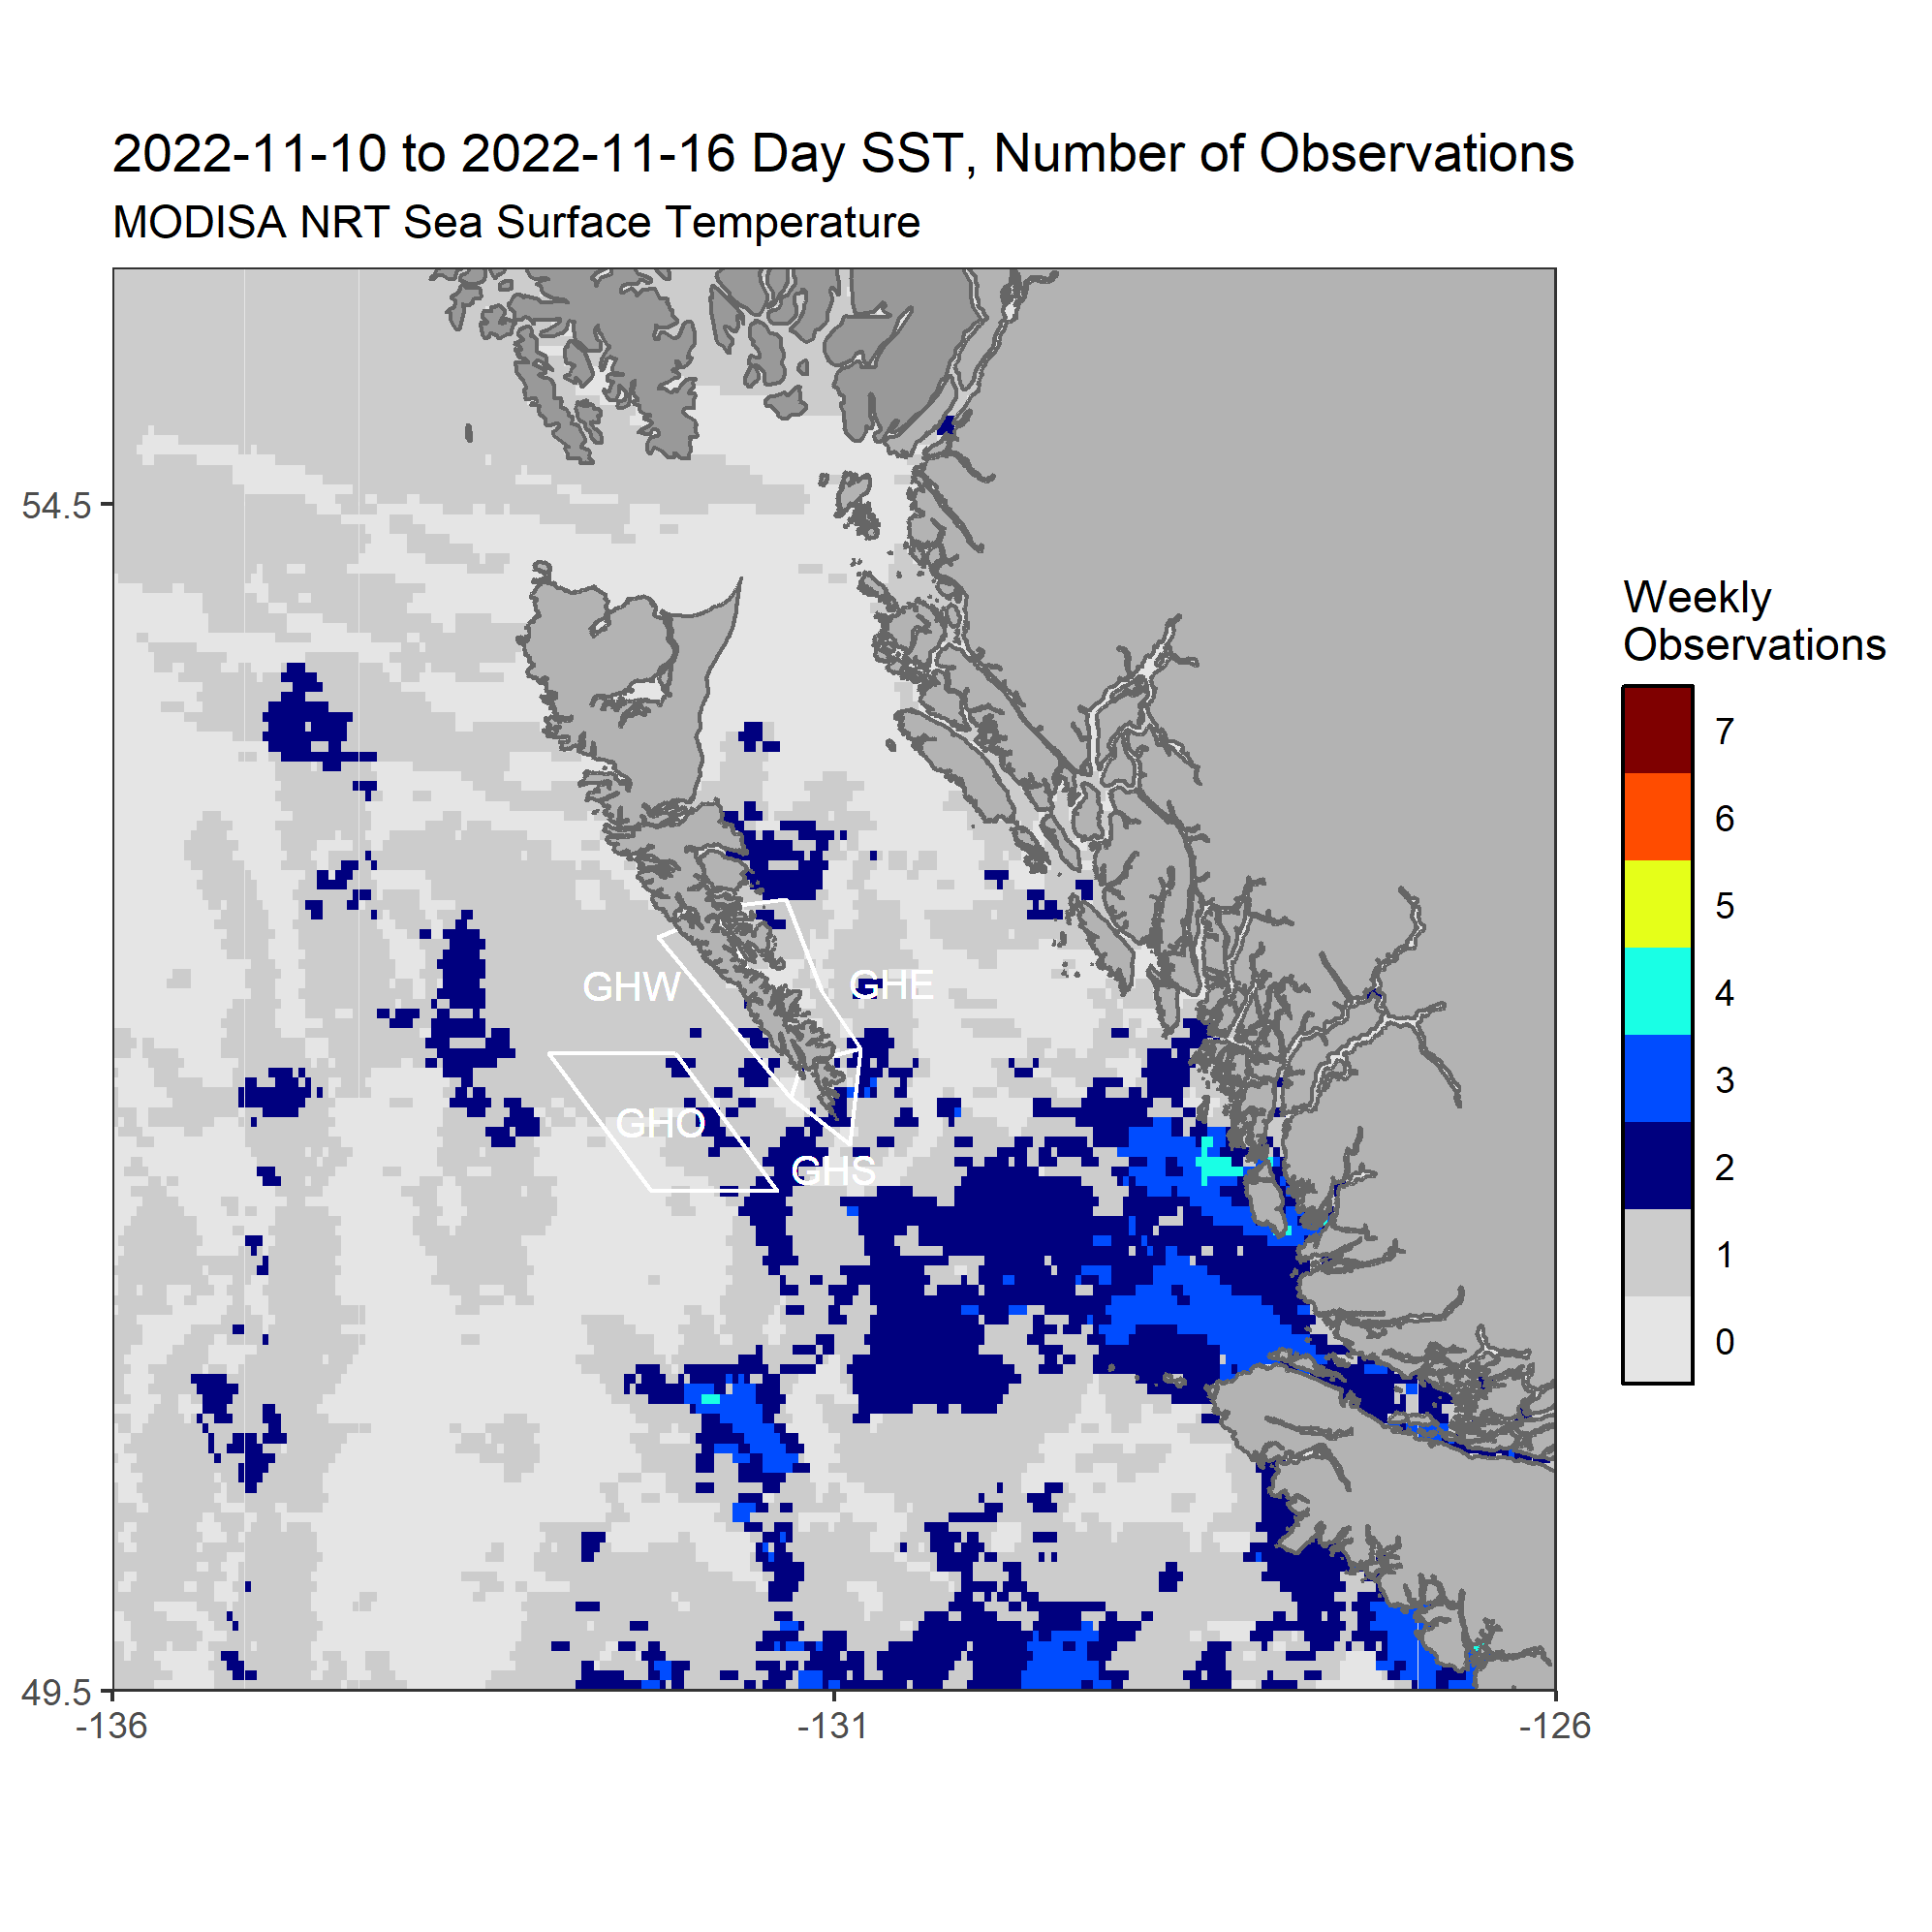 2022-11-10 to 2022-11-16 Day SST, Number of Observations
MODISA NRT Sea Surface Temperature
54.5
49.5
-136
-131
-126
GHW
GHE
GHO
GHS
Weekly
Observations
7
6
5
4
3
2
1
0